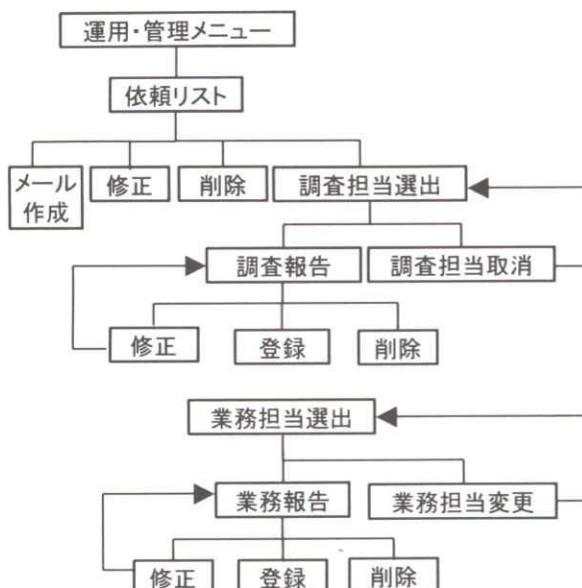 運用・管理メニュー
依頼リスト
メール
作成
修正
削除
調査担当選出
調査報告
調査担当取消
修正
登録
削除
業務担当選出
業務報告
業務担当変更
修正
登録
削除